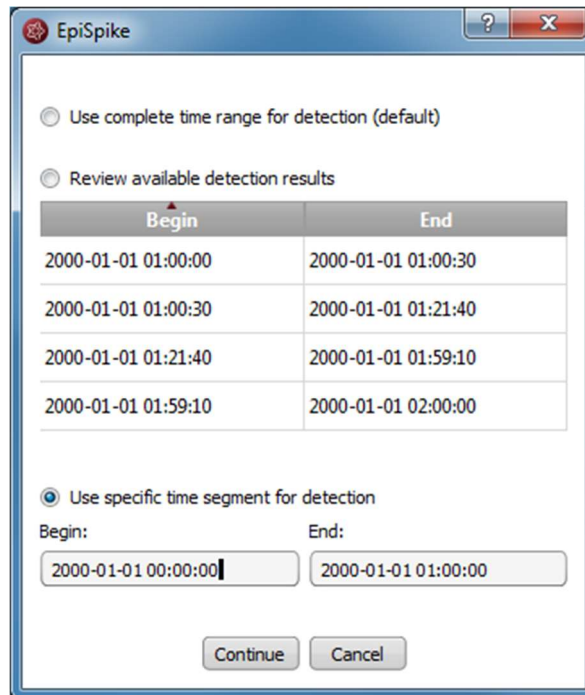 EpiSpike
? X
Use complete time range for detection (default)
Review available detection results
Begin End
2000-01-01 01:00:00 2000-01-01 01:00:30
2000-01-01 01:00:30 2000-01-01 01:21:40
2000-01-01 01:21:40 2000-01-01 01:59:10
2000-01-01 01:59:10 2000-01-01 02:00:00
Use specific time segment for detection
Begin: End:
2000-01-01 00:00:00 2000-01-01 01:00:00
Continue Cancel